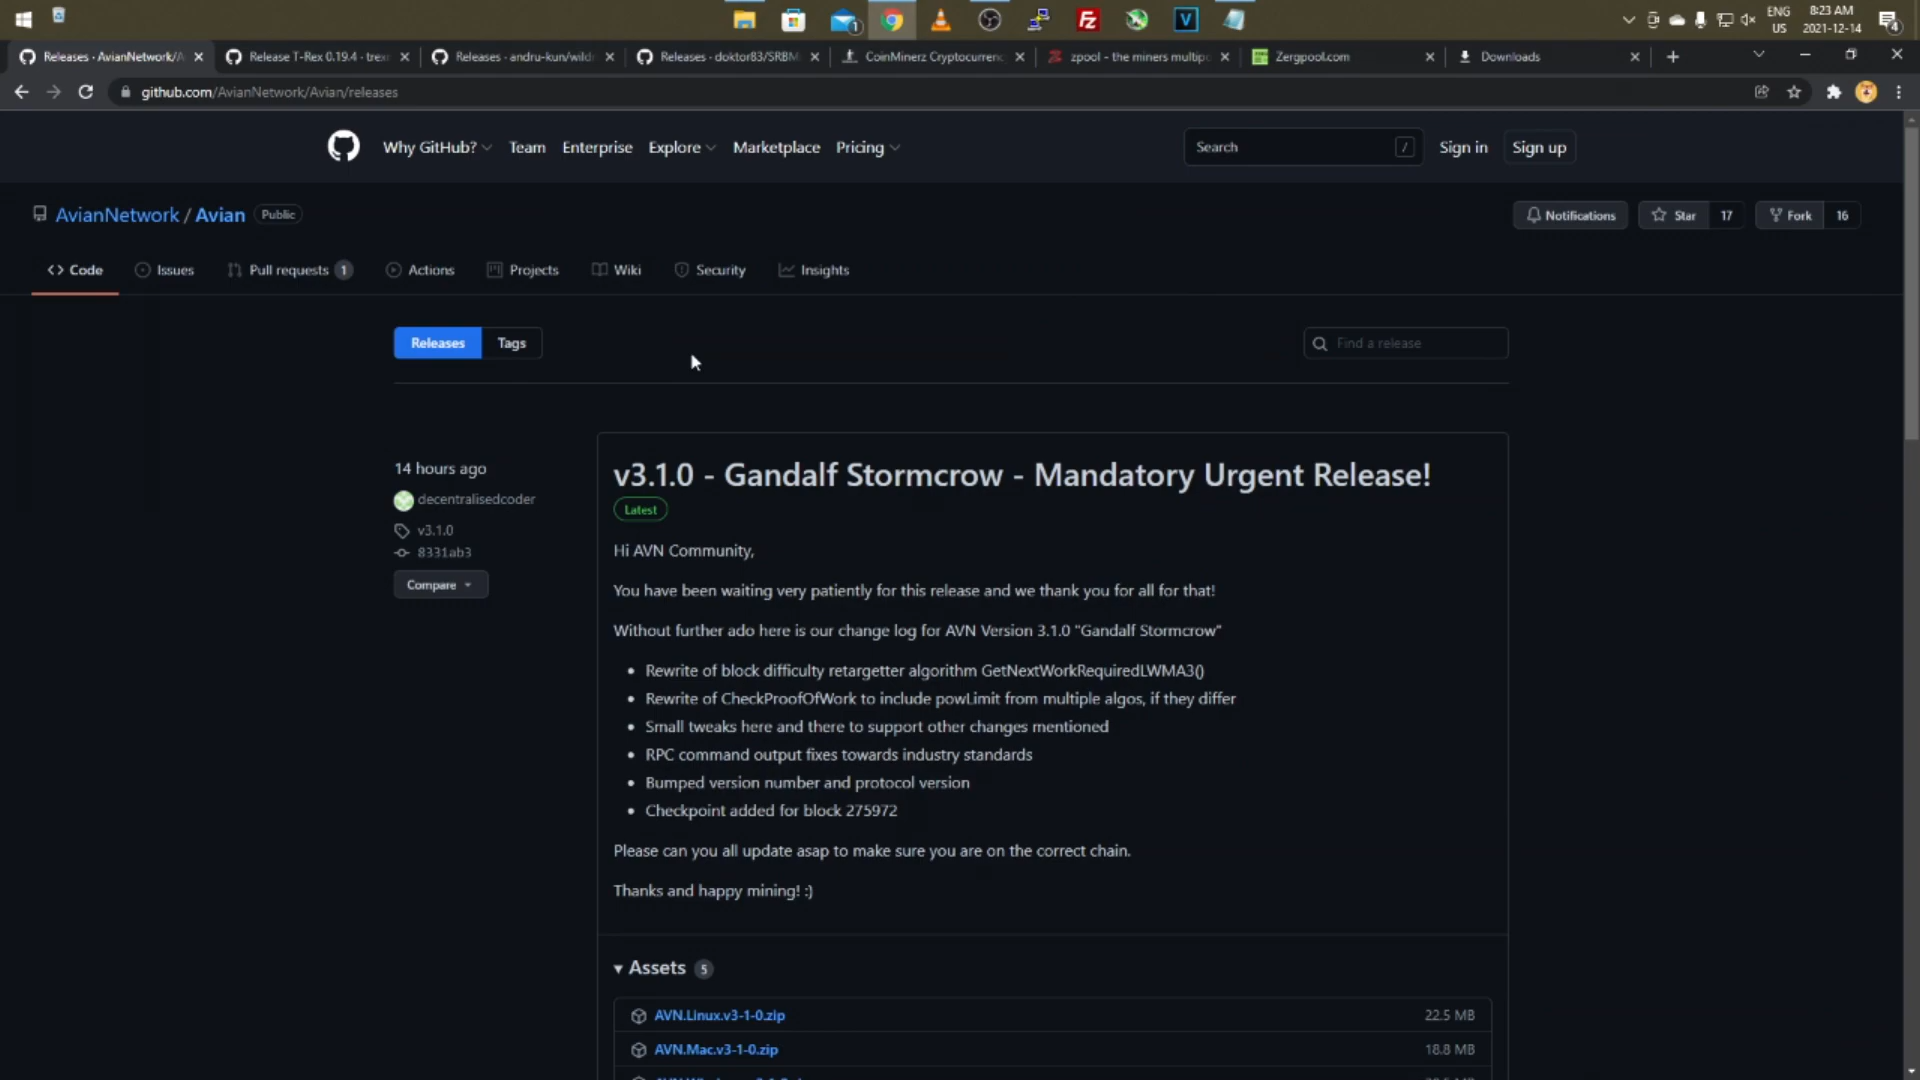 ENG
US
8:23 AM
2021-12-14
1
4
Releases · AvianNetwork/A
Release T-Rex 0.19.4 · trex
Releases · andru-kun/wild
Releases · doktor83/SRBM
CoinMinerz Cryptocurrenc
zpool - the miners multip
Zergpool.com
Downloads
github.com/AvianNetwork/Avian/releases
Why GitHub?
Team
Enterprise
Explore
Marketplace
Pricing
Search /
Sign in
Sign up
AvianNetwork / Avian Public
Notifications
Star 17
Fork 16
Code
Issues
Pull requests 1
Actions
Projects
Wiki
Security
Insights
Releases
Tags
Find a release
14 hours ago
decentralisedcoder
v3.1.0
8331ab3
Compare
v3.1.0 - Gandalf Stormcrow - Mandatory Urgent Release!
Latest
Hi AVN Community,
You have been waiting very patiently for this release and we thank you for all for that!
Without further ado here is our change log for AVN Version 3.1.0 "Gandalf Stormcrow"
• Rewrite of block difficulty retargetter algorithm GetNextWorkRequiredLWMA3()
• Rewrite of CheckProofOfWork to include powLimit from multiple algos, if they differ
• Small tweaks here and there to support other changes mentioned
• RPC command output fixes towards industry standards
• Bumped version number and protocol version
• Checkpoint added for block 275972
Please can you all update asap to make sure you are on the correct chain.
Thanks and happy mining! :)
Assets 5
AVN.Linux.v3-1-0.zip 22.5 MB
AVN.Mac.v3-1-0.zip 18.8 MB